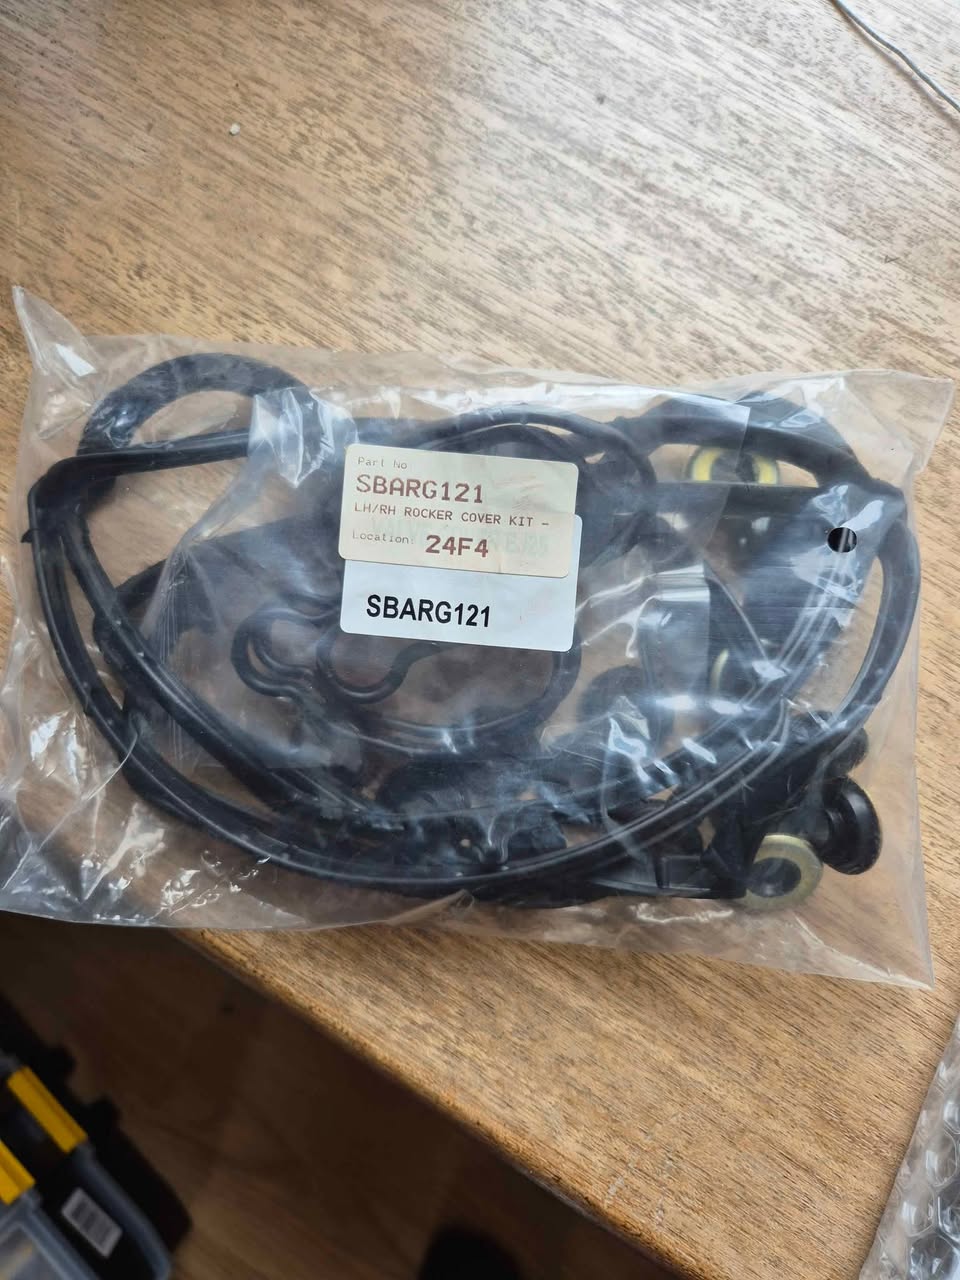 Part No
SBARG121
LH/RH ROCKER COVER KIT -
Location: 24F4
SBARG121